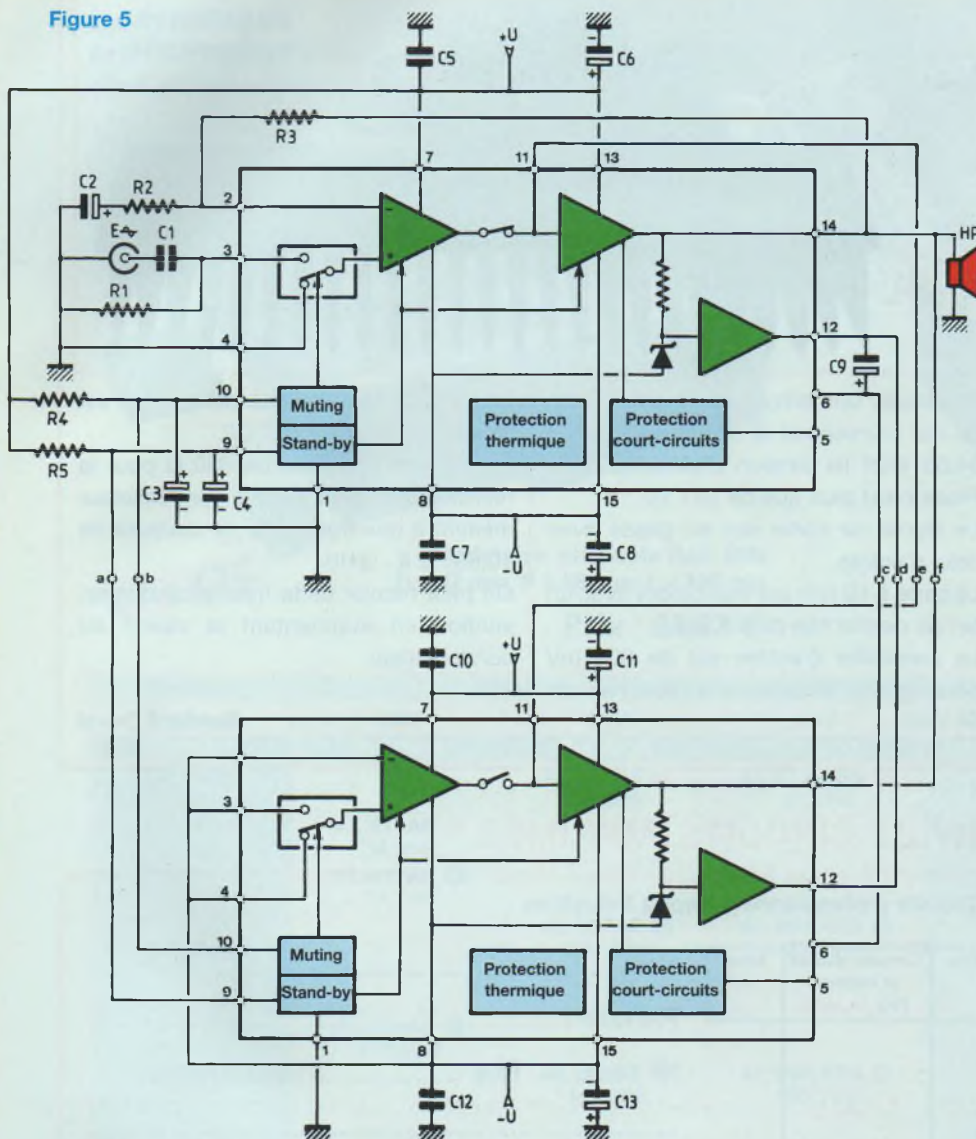 Figure 5
C5
+U
C6
R3
7
11
13
C2
R2
2
14
HP
E
C1
3
R1
12
4
C9
10
R4
Muting
Protection thermique
Protection court-circuits
6
Stand-by
9
5
R5
C3
C4
1
8
15
C7
-U
C8
a
b
c
d
e
f
C10
+U
C11
7
11
13
14
3
12
4
10
Muting
Protection thermique
Protection court-circuits
6
Stand-by
9
5
1
8
15
C12
-U
C13